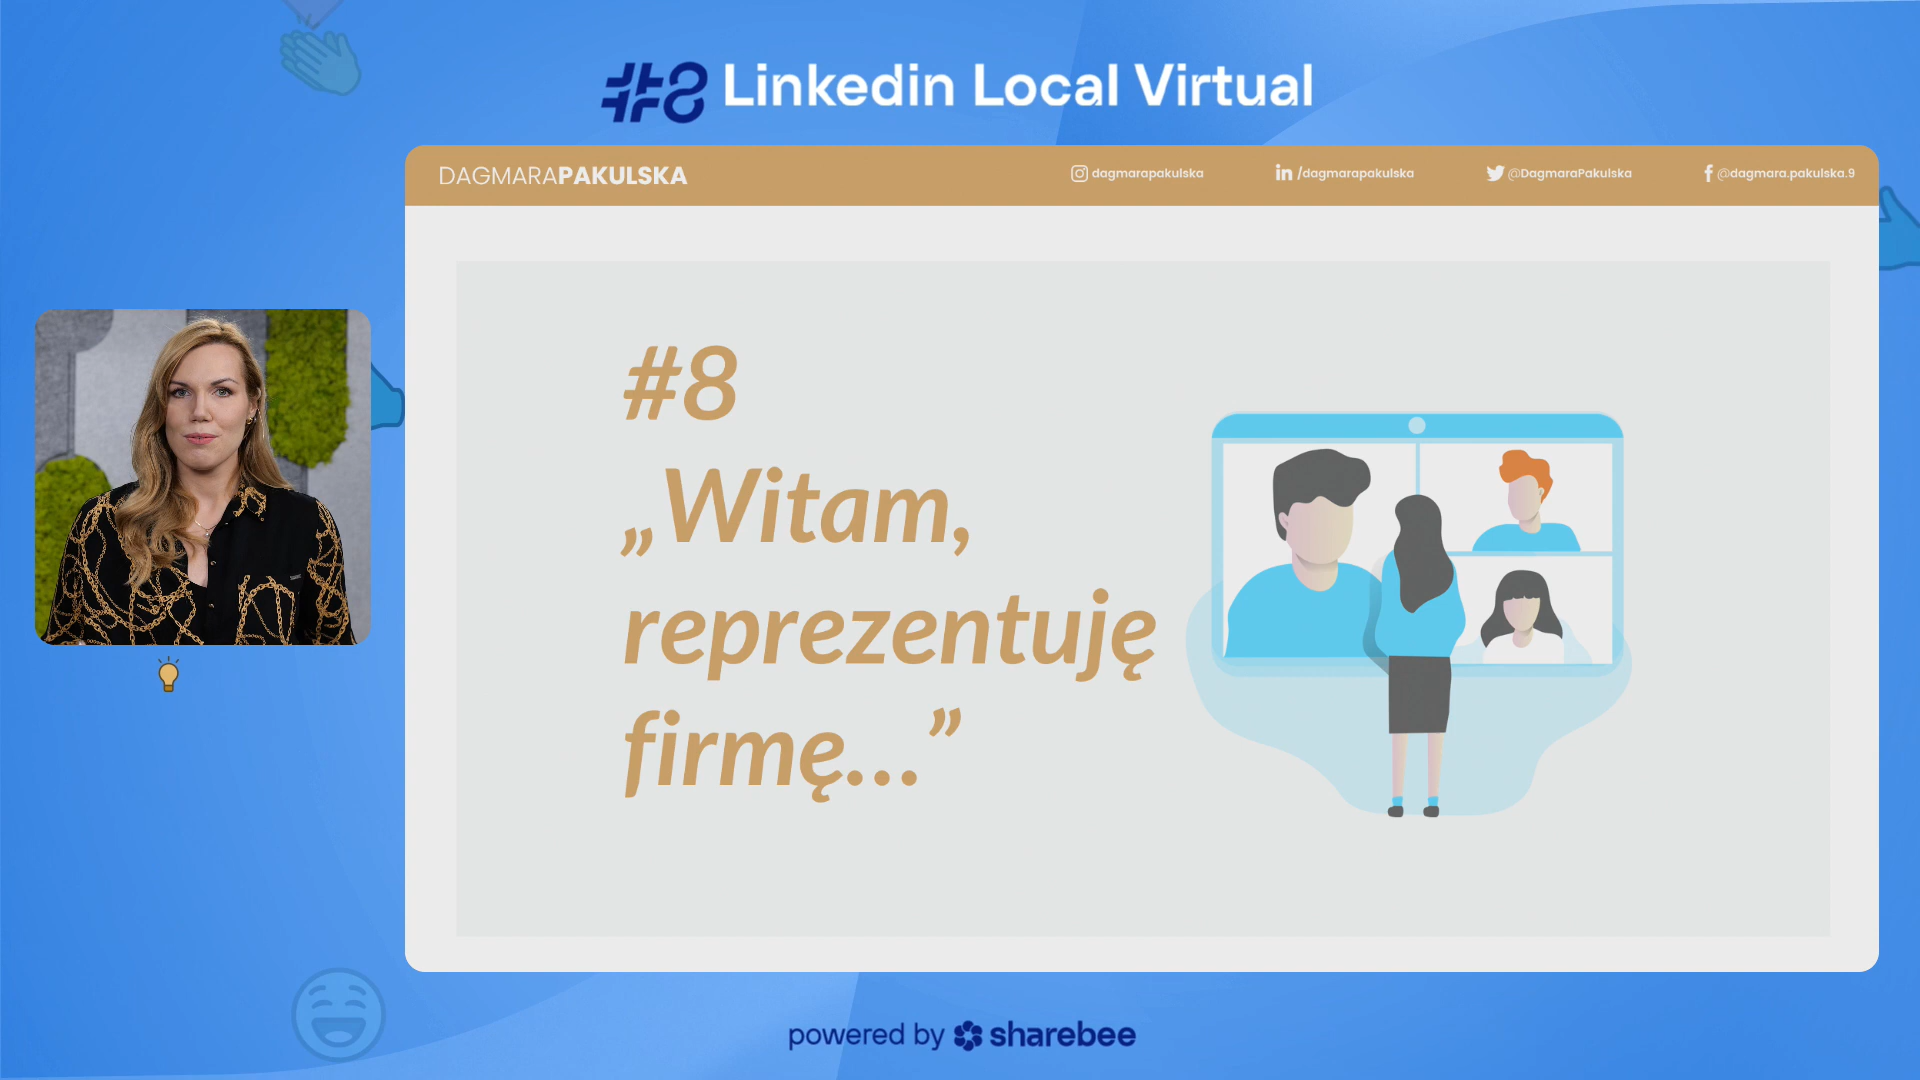 #8 Linkedin Local Virtual
DAGMARAPAKULSKA
dagmarapakulska
/dagmarapakulska
@DagmaraPakulska
@dagmara.pakulska.9
#8
„Witam,
reprezentuję
firmę...”
powered by sharebee